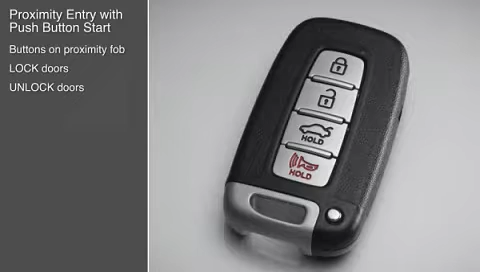 Proximity Entry with
Push Button Start
Buttons on proximity fob
LOCK doors
UNLOCK doors
HOLD
HOLD